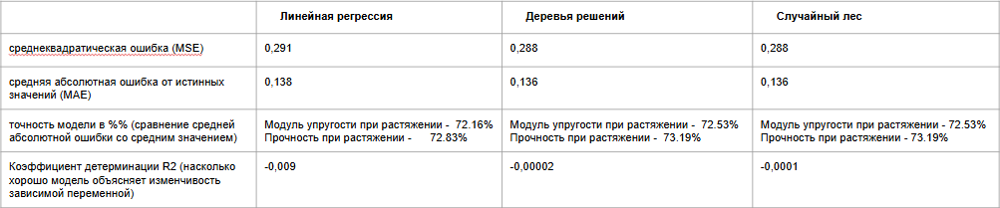 Линейная регрессия Деревья решений Случайный лес
среднеквадратическая ошибка (MSE) 0,291 0,288 0,288
средняя абсолютная ошибка от истинных
значений (MAE)
0,138 0,136 0,136
точность модели в %% (сравнение средней
абсолютной ошибки со средним значением)
Модуль упругости при растяжении - 72.16%
Прочность при растяжении - 72.83%
Модуль упругости при растяжении - 72.53%
Прочность при растяжении - 73.19%
Модуль упругости при растяжении - 72.53%
Прочность при растяжении - 73.19%
Коэффициент детерминации R2 (насколько
хорошо модель объясняет изменчивость
зависимой переменной)
-0,009 -0,00002 -0,0001